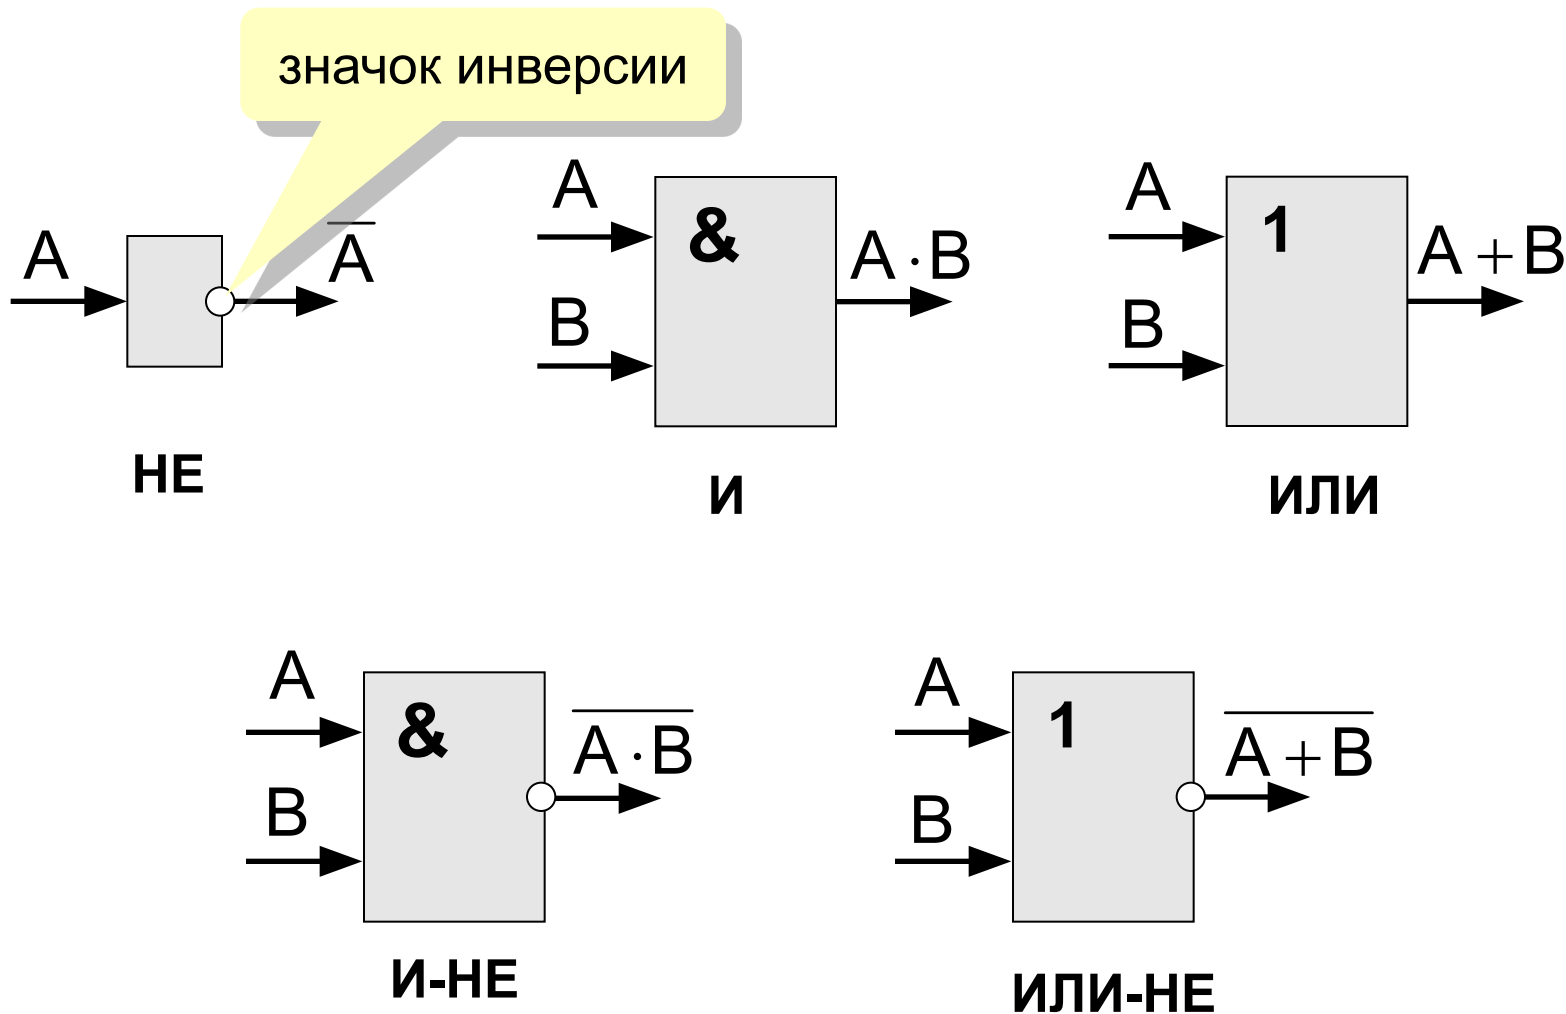 значок инверсии
A
A̅
НЕ
A
B
&
A · B
И
A
B
1
A + B
ИЛИ
A
B
&
A̅ ̅·̅ ̅B̅
И-НЕ
A
B
1
A̅ ̅+̅ ̅B̅
ИЛИ-НЕ